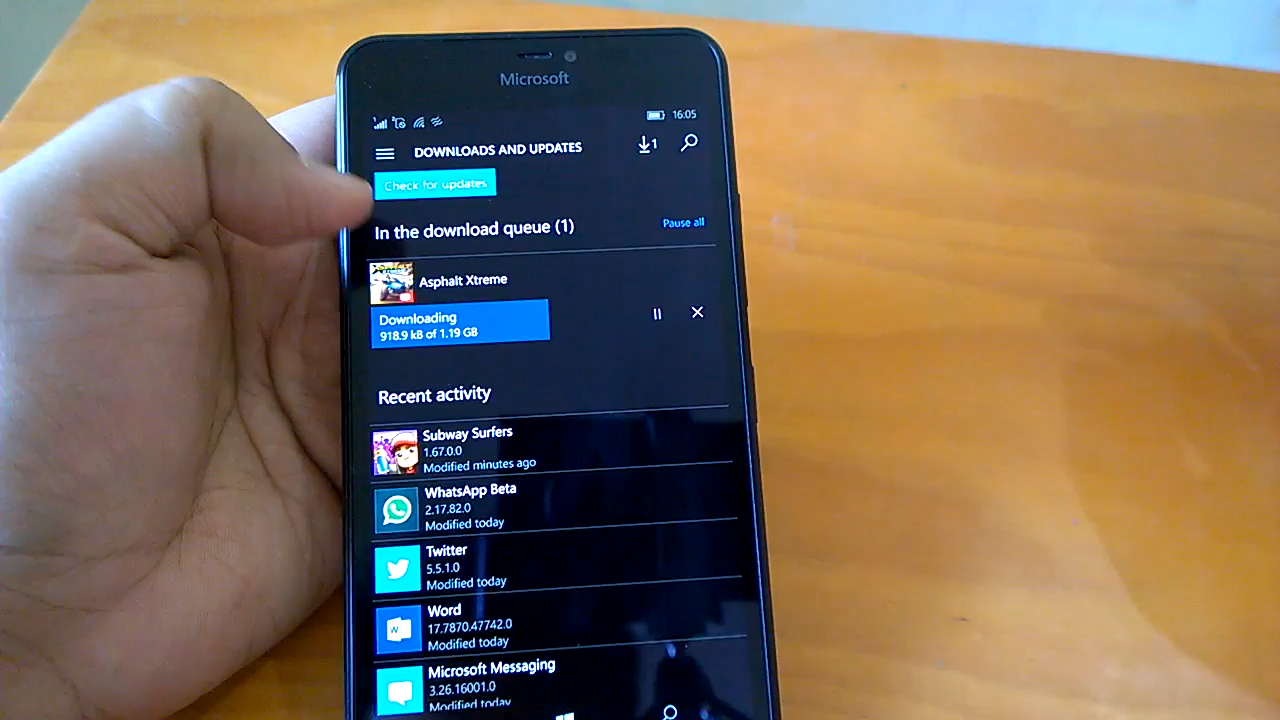 Microsoft
16:05
DOWNLOADS AND UPDATES
1
Check for updates
In the download queue (1)
Pause all
Asphalt Xtreme
Downloading
918.9 kB of 1.19 GB
Recent activity
Subway Surfers
1.67.0.0
Modified minutes ago
WhatsApp Beta
2.17.82.0
Modified today
Twitter
5.5.1.0
Modified today
Word
17.7870.47742.0
Modified today
Microsoft Messaging
3.26.16001.0
Modified today